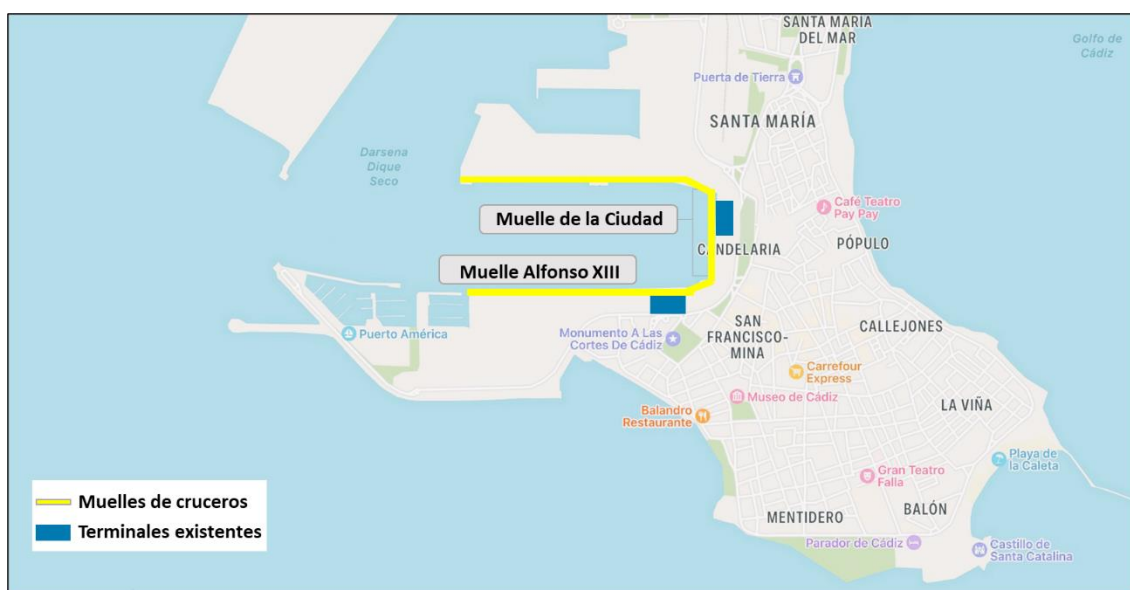 SANTA MARIA
DEL MAR
Golfo de
Cádiz
Puerta de Tierra
SANTA MARÍA
Darsena
Dique
Seco
Café Teatro
Pay Pay
Muelle de la Ciudad
CANDELARIA
PÓPULO
Muelle Alfonso XIII
Puerto América
Monumento A Las
Cortes De Cádiz
SAN
FRANCISCO-
MINA
CALLEJONES
Carrefour
Express
Museo de Cádiz
LA VIÑA
Balandro
Restaurante
Playa de
la Caleta
Gran Teatro
Falla
BALÓN
MENTIDERO
Parador de Cádiz
Castillo de
Santa Catalina
Muelles de cruceros
Terminales existentes